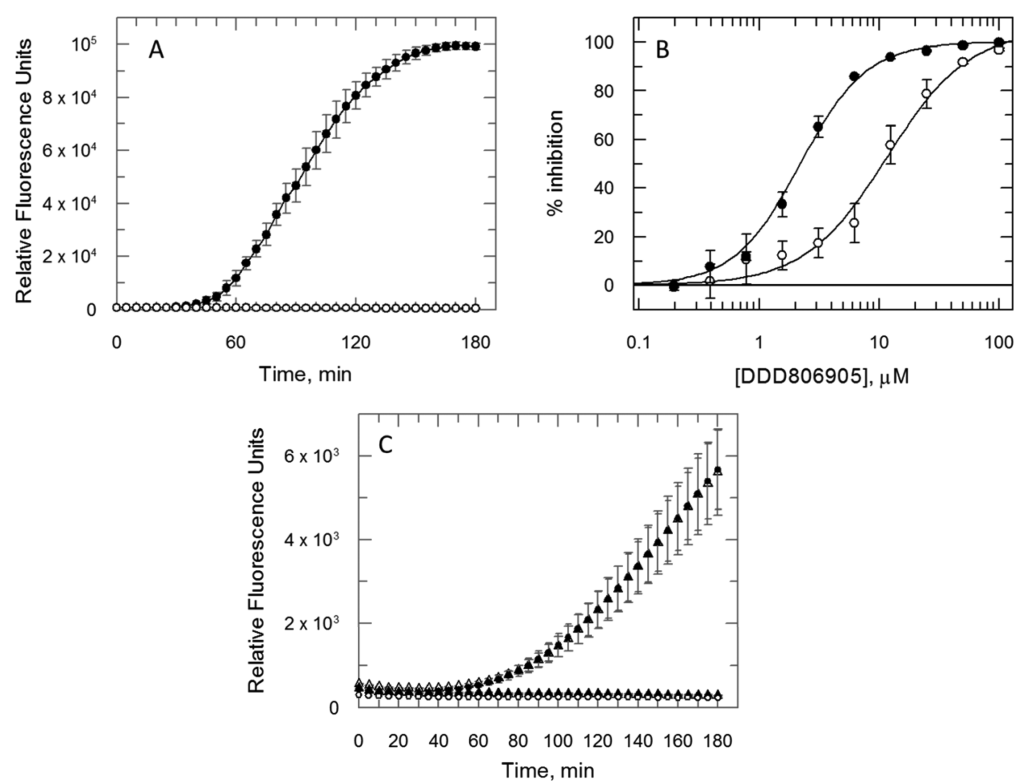 A
Relative Fluorescence Units
10⁵
8 x 10⁴
6 x 10⁴
4 x 10⁴
2 x 10⁴
0
0 60 120 180
Time, min
B
% inhibition
100
80
60
40
20
0
0.1 1 10 100
[DDD806905], μM
C
Relative Fluorescence Units
6 x 10³
4 x 10³
2 x 10³
0
0 20 40 60 80 100 120 140 160 180
Time, min